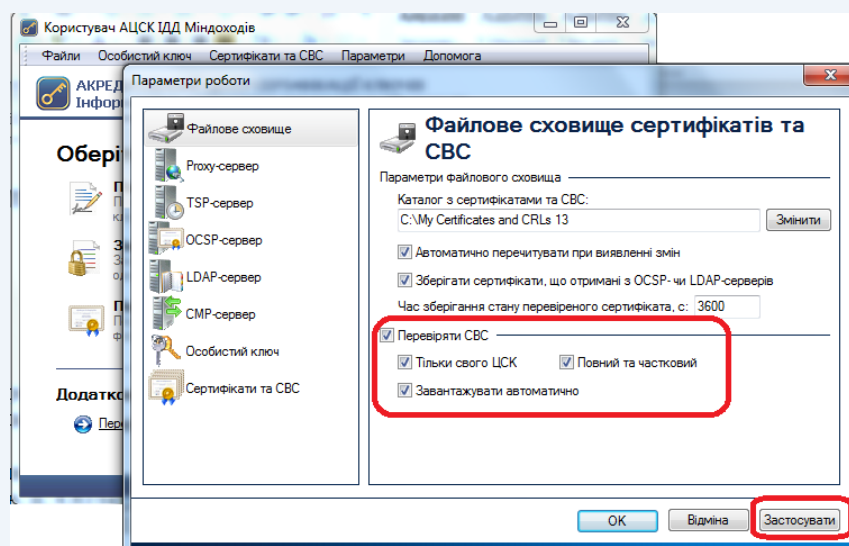 Користувач АЦСК ІДД Міндоходів
Файли Особистий ключ Сертифікати та СВС Параметри Допомога
Параметри роботи
Файлове сховище
Proxy-сервер
TSP-сервер
OCSP-сервер
LDAP-сервер
CMP-сервер
Особистий ключ
Сертифікати та СВС
Файлове сховище сертифікатів та
СВС
Параметри файлового сховища
Каталог з сертифікатами та СВС:
C:\My Certificates and CRLs 13
Змінити
Автоматично перечитувати при виявленні змін
Зберігати сертифікати, що отримані з OCSP- чи LDAP-серверів
Час зберігання стану перевіреного сертифіката, с: 3600
Перевіряти СВС
Тільки свого ЦСК Повний та частковий
Завантажувати автоматично
OK Відміна Застосувати